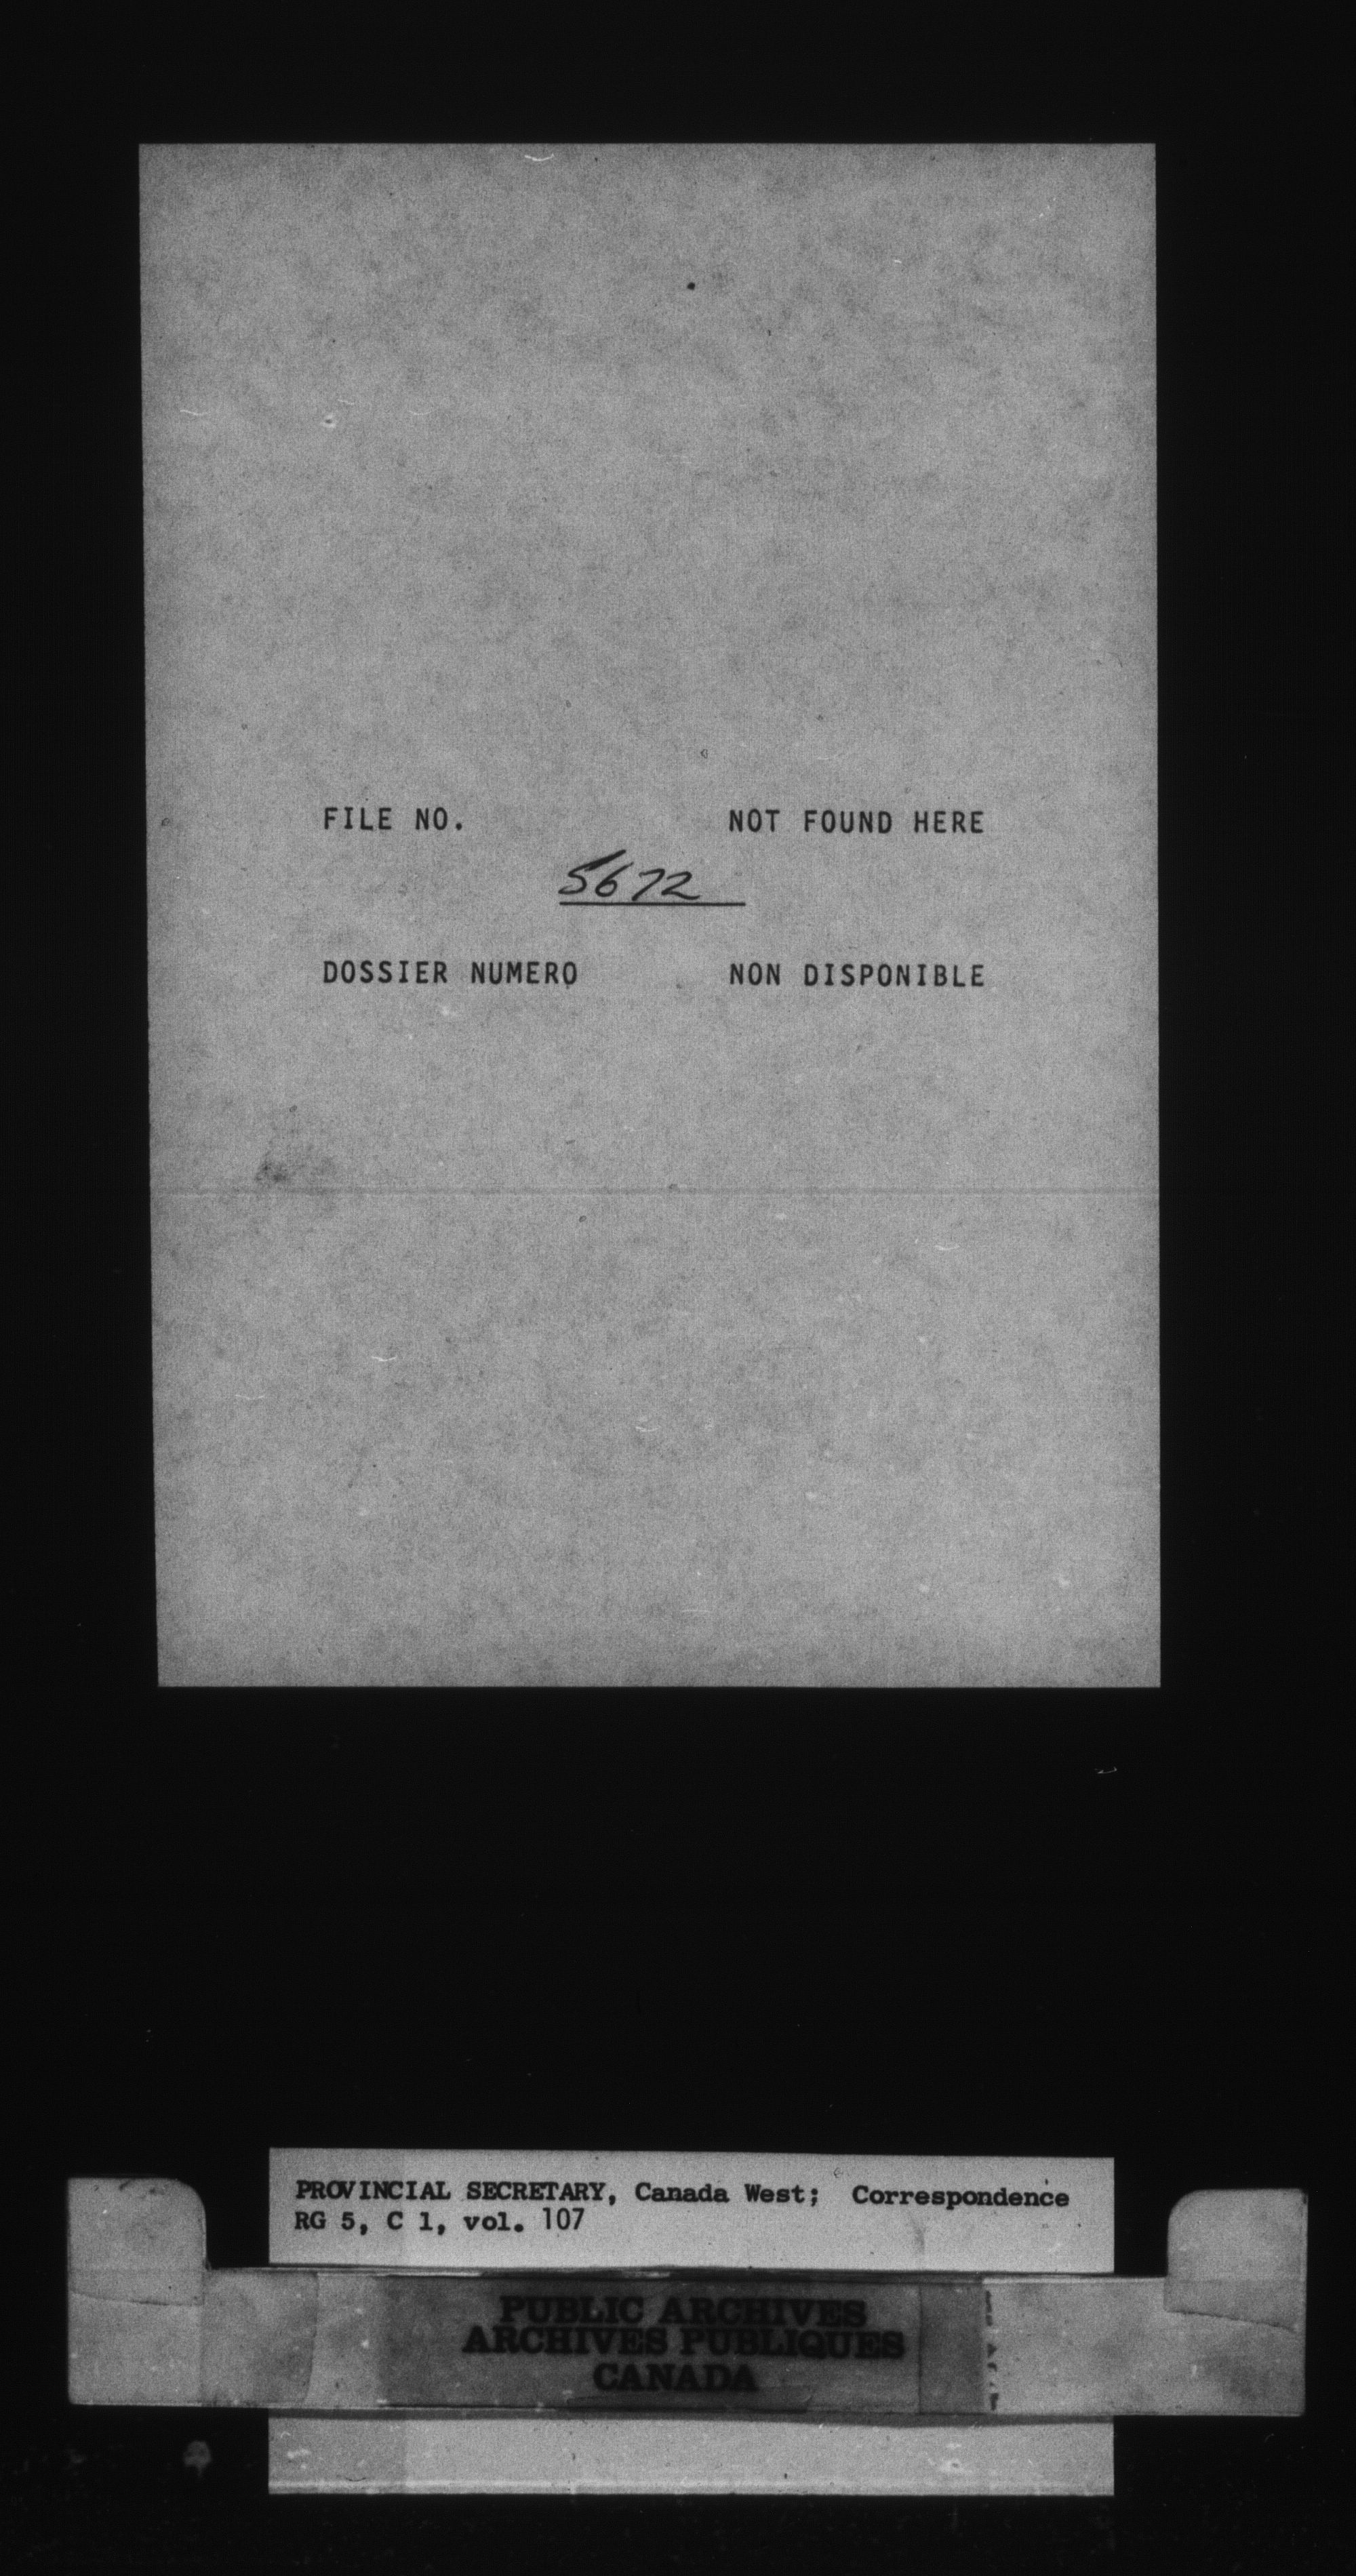 FILE NO. NOT FOUND HERE
5672
DOSSIER NUMERO NON DISPONIBLE
PROVINCIAL SECRETARY, Canada West; Correspondence
RG 5, C 1, vol. 107
PUBLIC ARCHIVES
ARCHIVES PUBLIQUES
CANADA